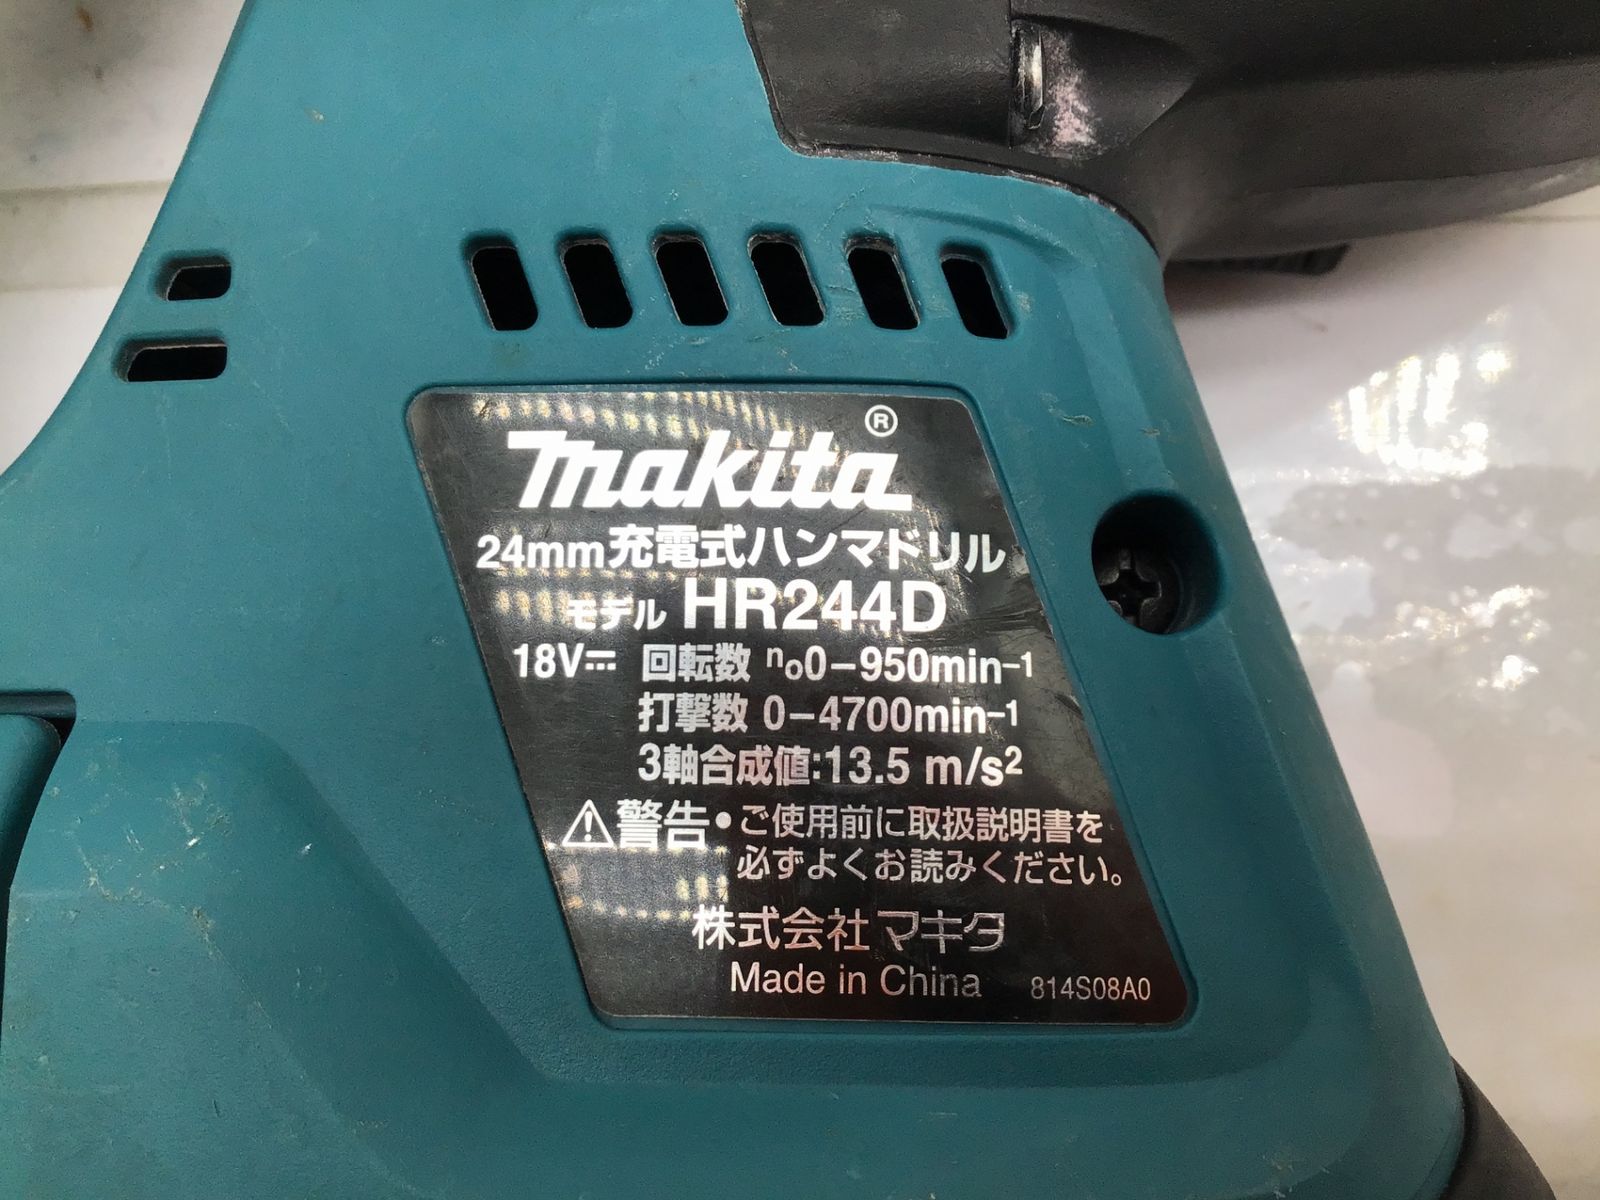 makita®
24mm充電式ハンマドリル
モデル HR244D
18V⎓ 回転数 n₀0−950min⁻¹
打撃数 0−4700min⁻¹
3軸合成値:13.5 m/s²
⚠警告•ご使用前に取扱説明書を
必ずよくお読みください。
株式会社マキタ
Made in China 814S08A0